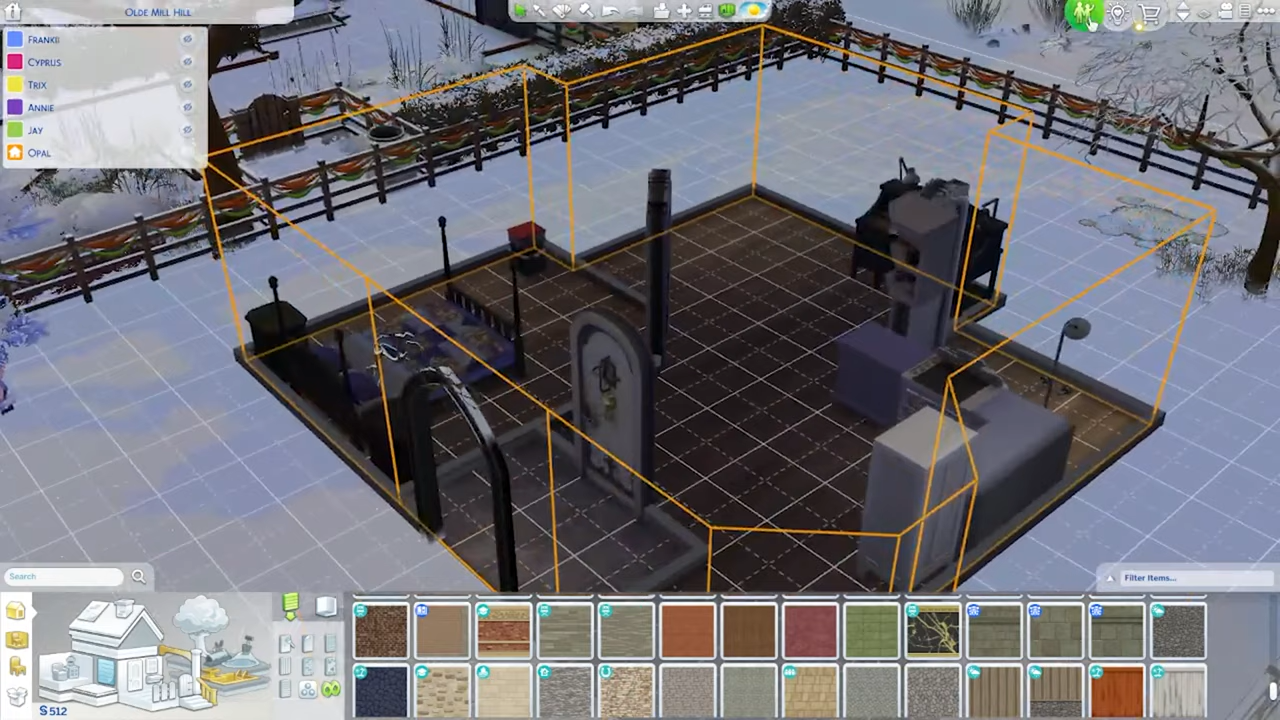 Olde Mill Hill
Frankii
Cyprus
Trix
Annie
Jay
Opal
Search
Filter Items...
$512